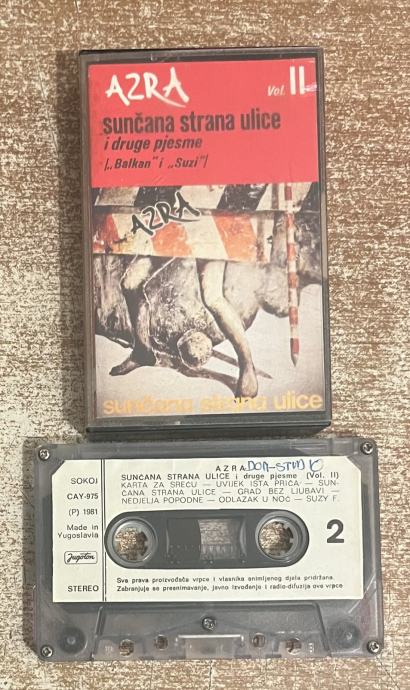 AZRA
Vol. II
sunčana strana ulice
i druge pjesme
(„Balkan" i „Suzi")
AZRA
sunčana strana ulice
AZRA
SUNČANA STRANA ULICE i druge pjesme (Vol. II)
KARTA ZA SREĆU — UVIJEK ISTA PRIČA — SUN-
ČANA STRANA ULICE — GRAD BEZ LJUBAVI —
NEDJELJA POPODNE — ODLAZAK U NOĆ — SUZY F.
SOKOJ
CAY-975
(P) 1981
Made in
Yugoslavia
Jugoton
STEREO
2
Sva prava proizvođača vrpce i vlasnika snimljenog djela pridržana.
Zabranjuje se presnimavanje, javno izvođenje i radio-difuzija ove vrpce